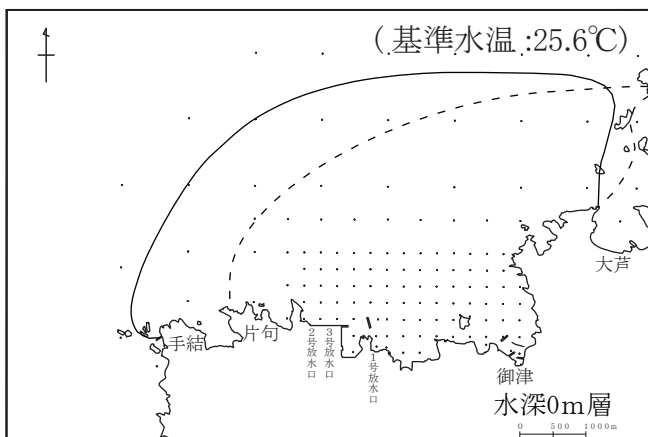 （基準水温:25.6℃）
大芦
手結
片句
2号放水口
3号放水口
1号放水口
御津
水深0m層
0 500 1000m